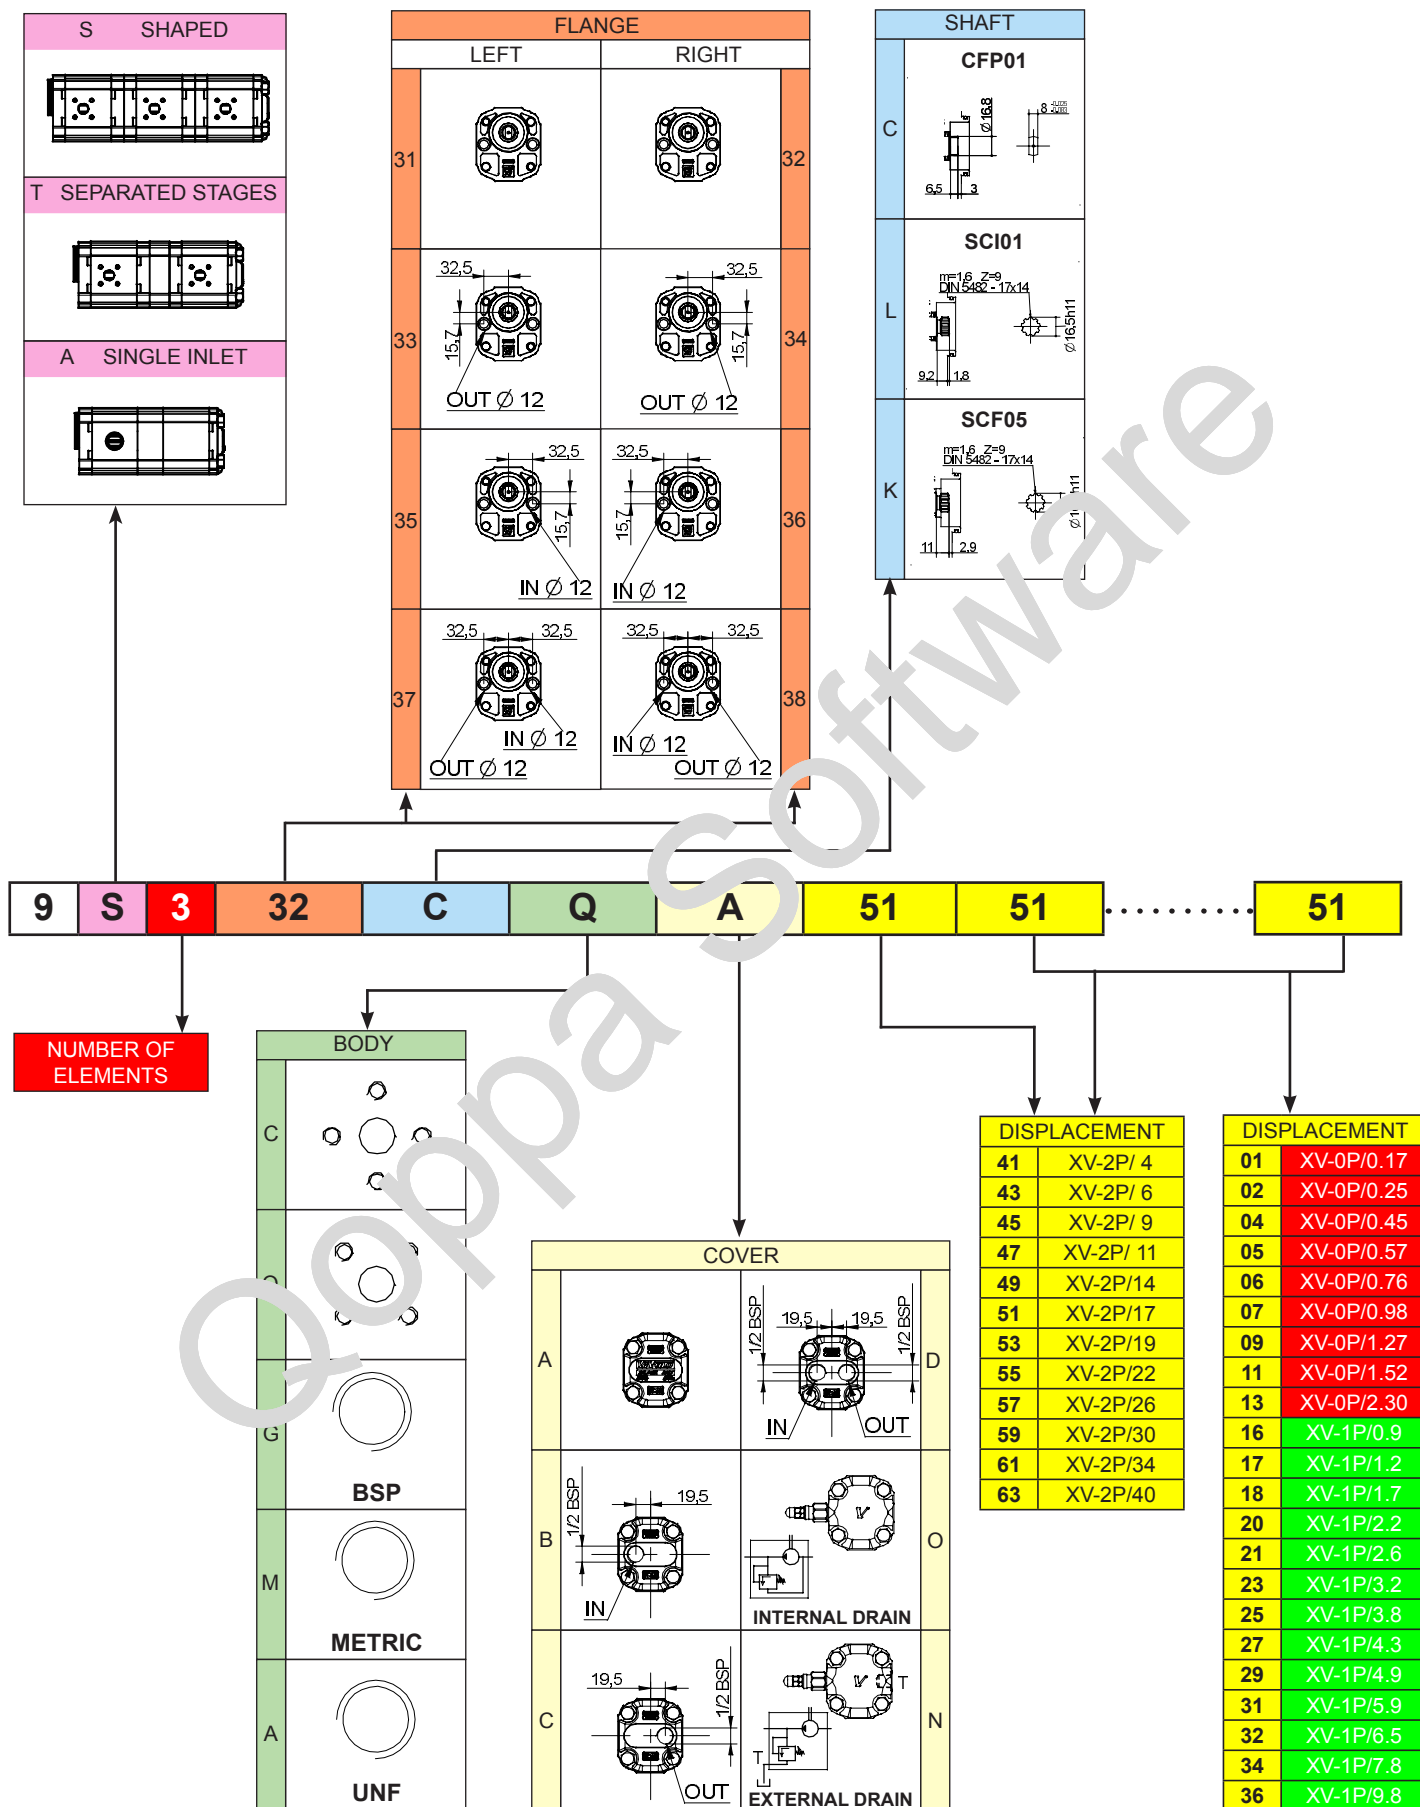 S SHAPED
T SEPARATED STAGES
A SINGLE INLET
FLANGE
LEFT RIGHT
31 32
32,5 32,5
33 34
15,7 15,7
OUT Ø 12 OUT Ø 12
32,5 32,5
35 36
15,7 15,7
IN Ø 12 IN Ø 12
32,5 32,5 32,5 32,5
37 38
IN Ø 12 IN Ø 12
OUT Ø 12 OUT Ø 12
SHAFT
CFP01
C
Ø 16.8
8
6,5 3
SCI01
m=1,6 Z=9
DIN 5482 - 17x14
L
Ø16,5h11
9,2 1,8
SCF05
m=1,6 Z=9
DIN 5482 - 17x14
K
11 2,9
9 S 3 32 C Q A 51 51 ........... 51
NUMBER OF
ELEMENTS
BODY
C
G
BSP
M
METRIC
A
UNF
COVER
A
1/2 BSP 19,5 19,5 1/2 BSP
D
IN OUT
B
1/2 BSP 19,5
IN
O
INTERNAL DRAIN
C
19,5 1/2 BSP
OUT
T
T
N
EXTERNAL DRAIN
DISPLACEMENT
41 XV-2P/ 4
43 XV-2P/ 6
45 XV-2P/ 9
47 XV-2P/ 11
49 XV-2P/14
51 XV-2P/17
53 XV-2P/19
55 XV-2P/22
57 XV-2P/26
59 XV-2P/30
61 XV-2P/34
63 XV-2P/40
DISPLACEMENT
01 XV-0P/0.17
02 XV-0P/0.25
04 XV-0P/0.45
05 XV-0P/0.57
06 XV-0P/0.76
07 XV-0P/0.98
09 XV-0P/1.27
11 XV-0P/1.52
13 XV-0P/2.30
16 XV-1P/0.9
17 XV-1P/1.2
18 XV-1P/1.7
20 XV-1P/2.2
21 XV-1P/2.6
23 XV-1P/3.2
25 XV-1P/3.8
27 XV-1P/4.3
29 XV-1P/4.9
31 XV-1P/5.9
32 XV-1P/6.5
34 XV-1P/7.8
36 XV-1P/9.8
Qoppa Software